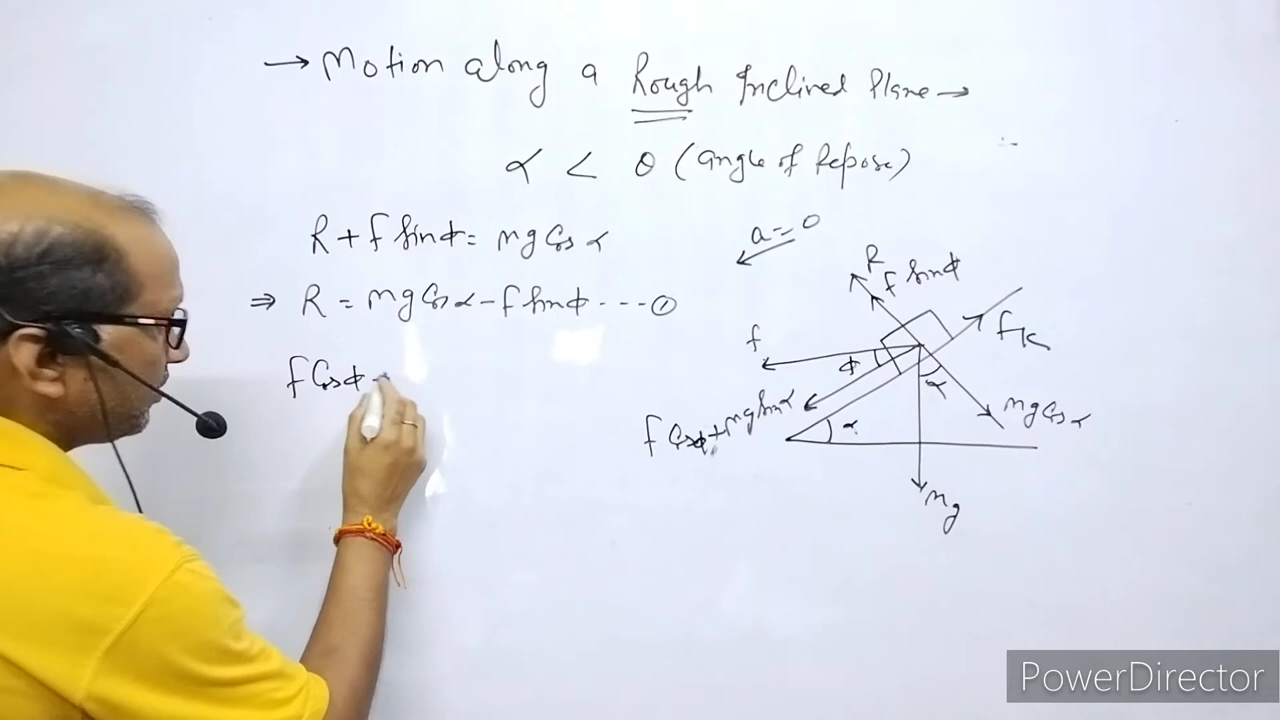 → Motion along a Rough Inclined Plane →
α < θ (Angle of Repose)
R + f Sinϕ = mg Cos α
⇒ R = mg Cos α - f Sinϕ ---- ①
f Cosϕ +
a = 0
R
f Sinϕ
fK
f
ϕ
α
mg Cos α
f Cosϕ + mg Sinα
α
mg
PowerDirector